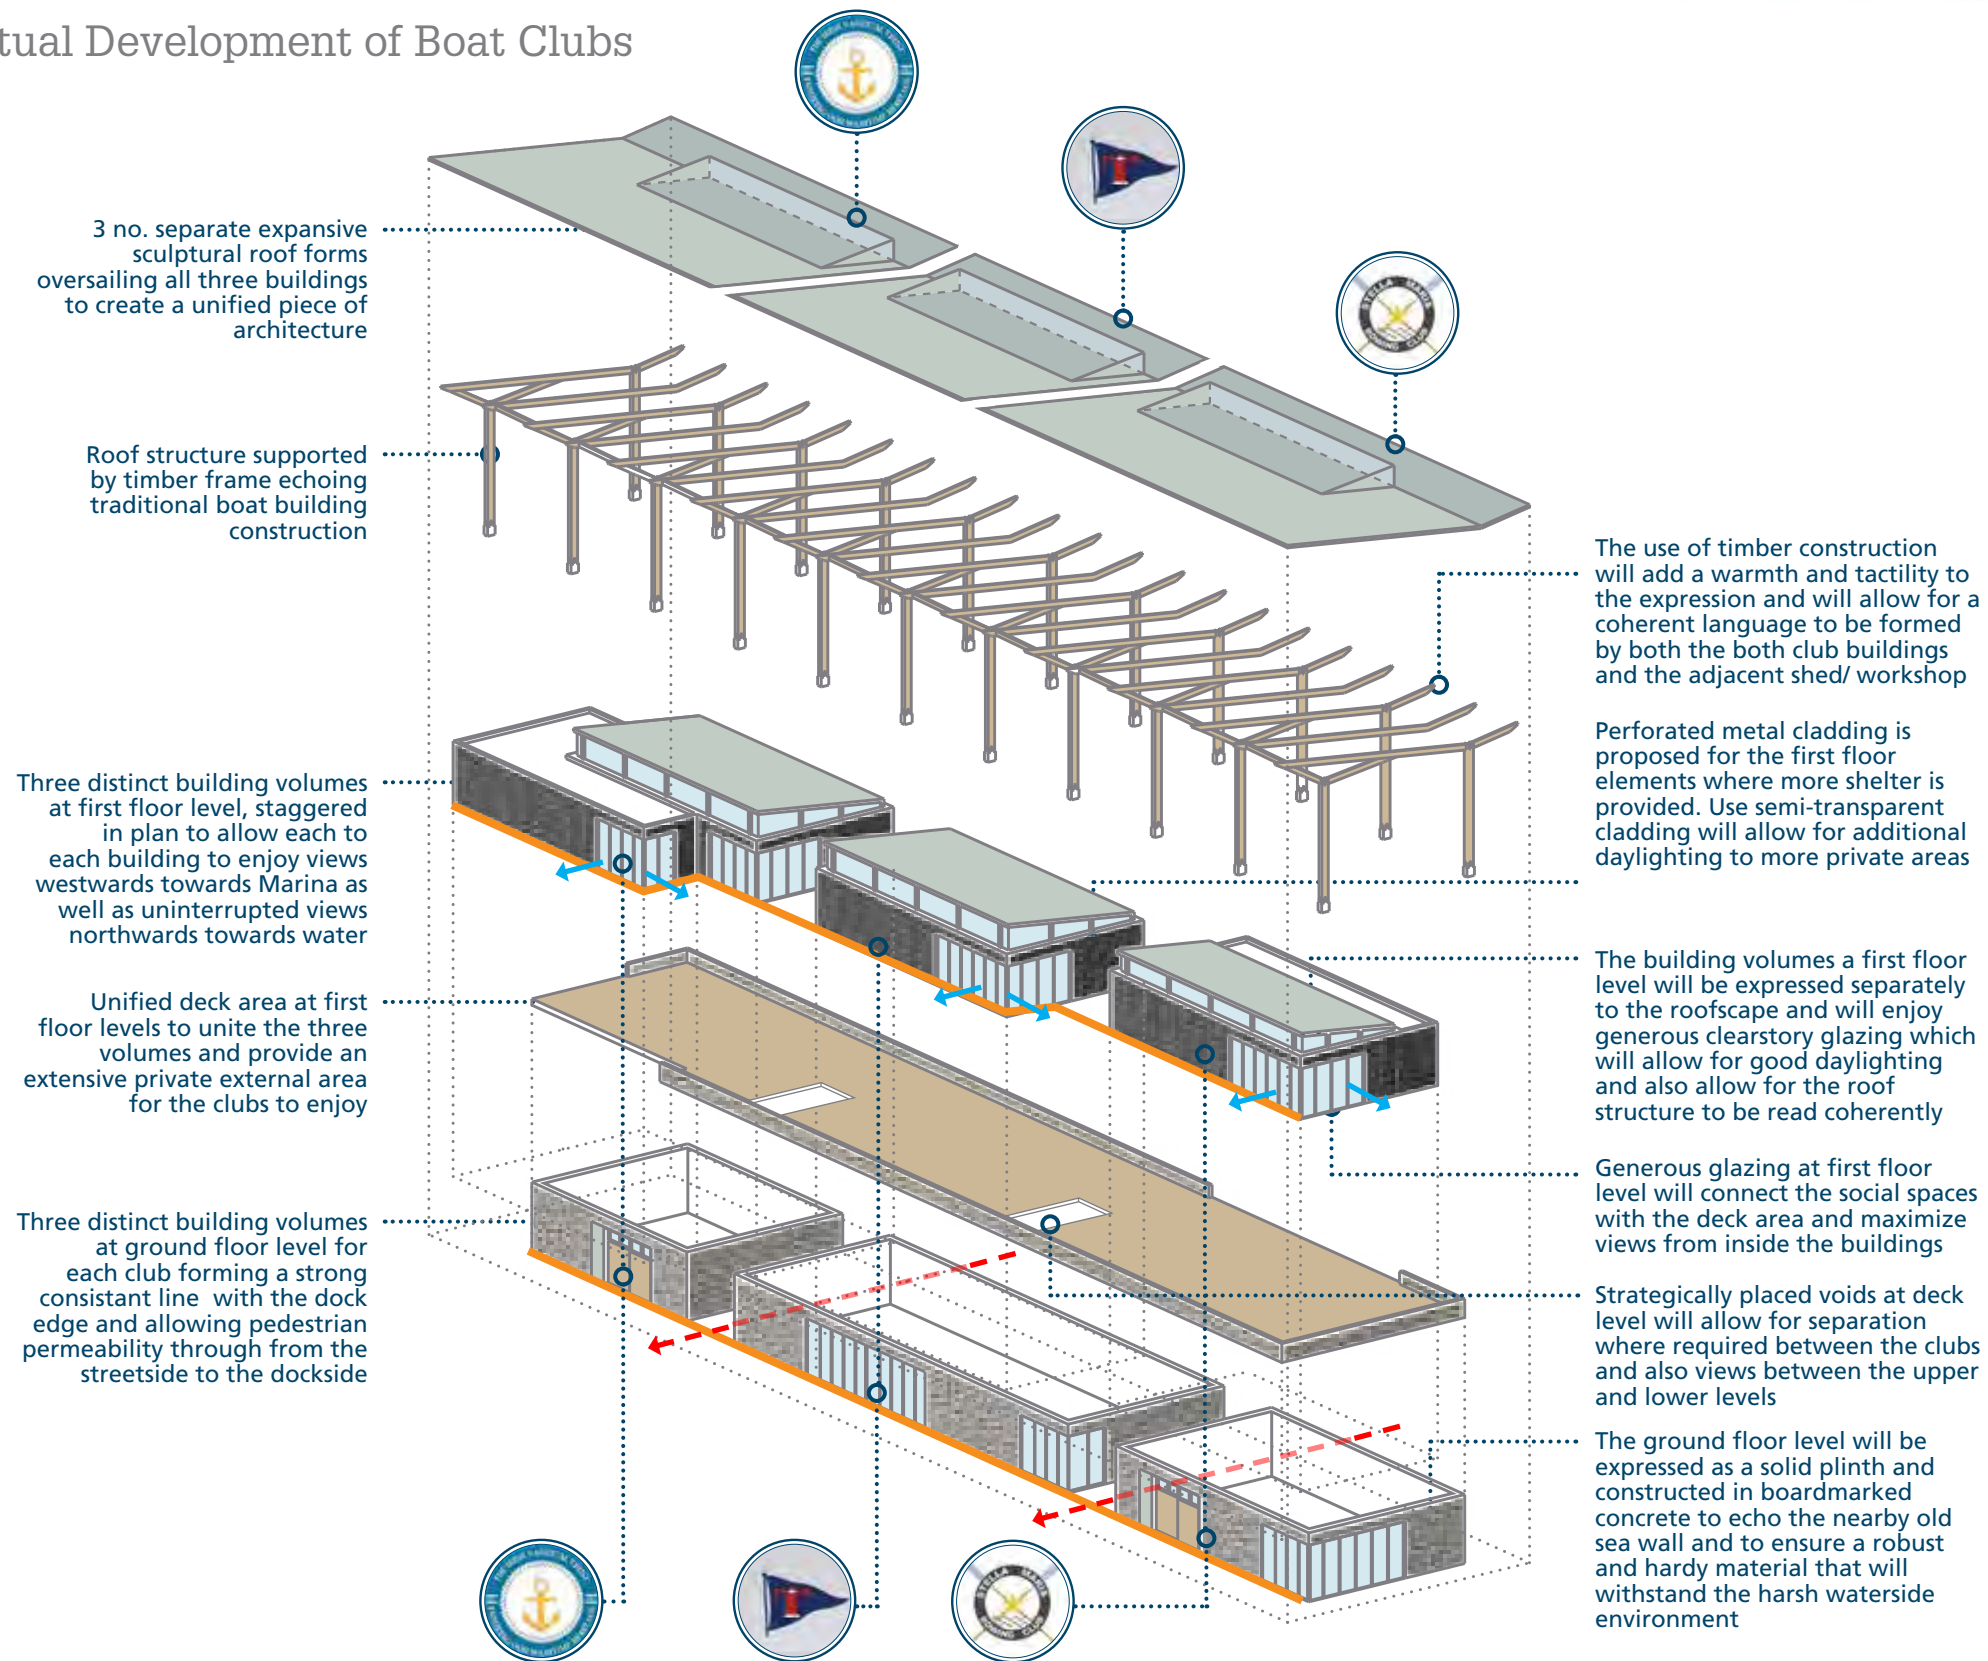 tual Development of Boat Clubs
3 no. separate expansive
sculptural roof forms
oversailing all three buildings
to create a unified piece of
architecture
Roof structure supported
by timber frame echoing
traditional boat building
construction
Three distinct building volumes
at first floor level, staggered
in plan to allow each to
each building to enjoy views
westwards towards Marina as
well as uninterrupted views
northwards towards water
Unified deck area at first
floor levels to unite the three
volumes and provide an
extensive private external area
for the clubs to enjoy
Three distinct building volumes
at ground floor level for
each club forming a strong
consistant line with the dock
edge and allowing pedestrian
permeability through from the
streetside to the dockside
The use of timber construction
will add a warmth and tactility to
the expression and will allow for a
coherent language to be formed
by both the both club buildings
and the adjacent shed/ workshop
Perforated metal cladding is
proposed for the first floor
elements where more shelter is
provided. Use semi-transparent
cladding will allow for additional
daylighting to more private areas
The building volumes a first floor
level will be expressed separately
to the roofscape and will enjoy
generous clearstory glazing which
will allow for good daylighting
and also allow for the roof
structure to be read coherently
Generous glazing at first floor
level will connect the social spaces
with the deck area and maximize
views from inside the buildings
Strategically placed voids at deck
level will allow for separation
where required between the clubs
and also views between the upper
and lower levels
The ground floor level will be
expressed as a solid plinth and
constructed in boardmarked
concrete to echo the nearby old
sea wall and to ensure a robust
and hardy material that will
withstand the harsh waterside
environment
STELLA MARIS
ROWING CLUB
STELLA MARIS
ROWING CLUB